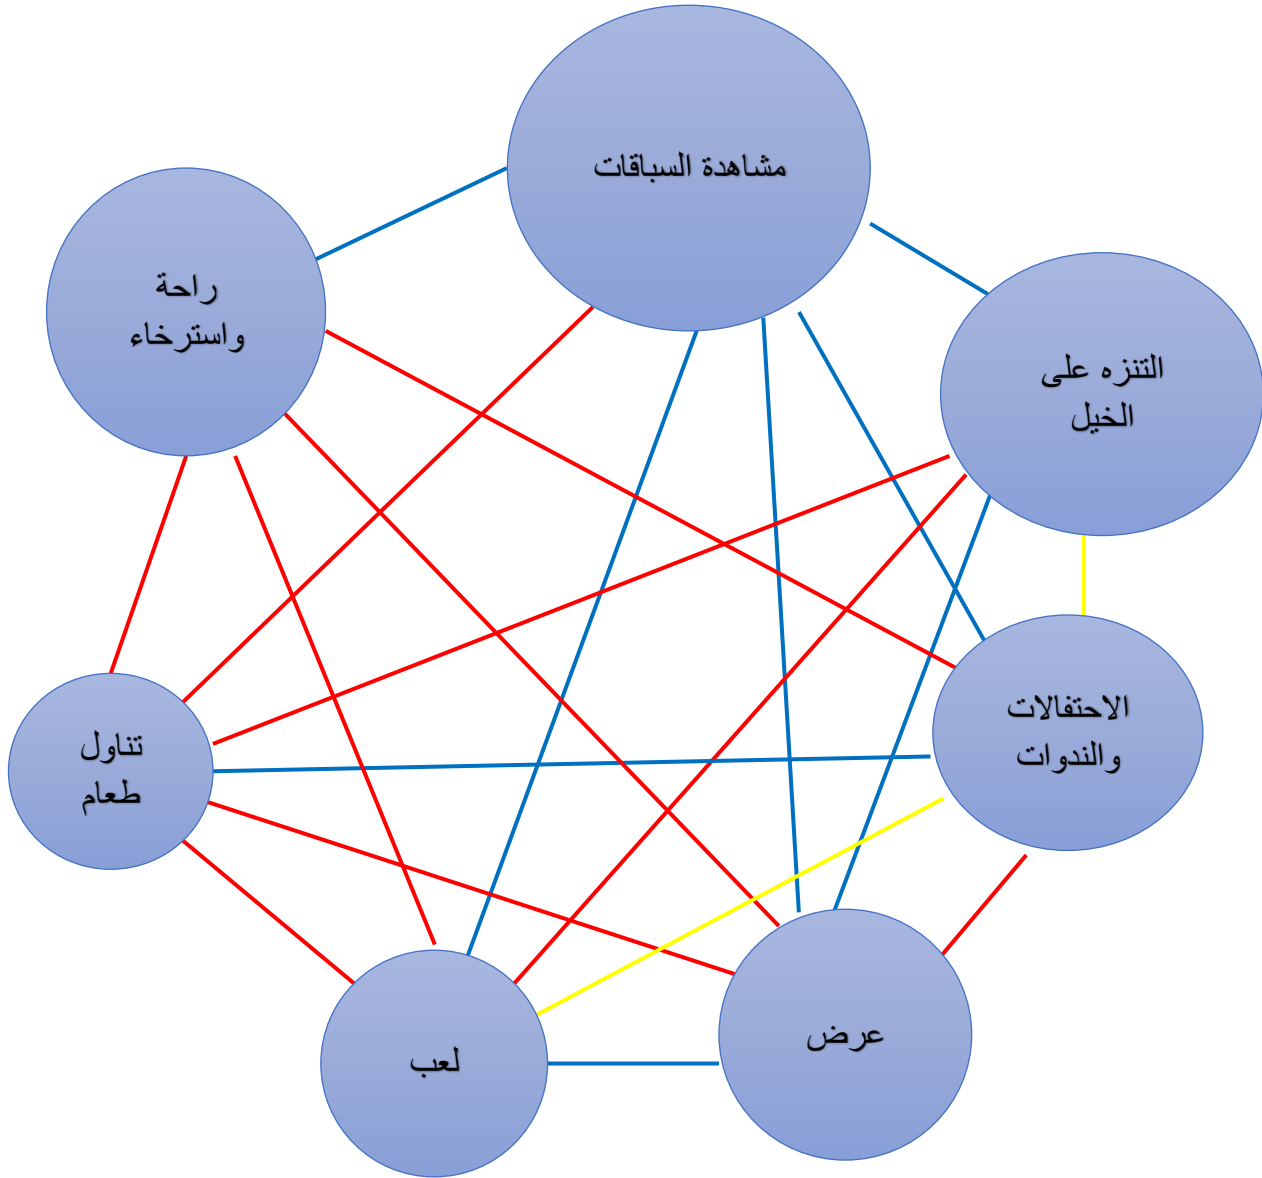 مشاهدة السباقات
راحة
واسترخاء
التنزه على
الخيل
الاحتفالات
والندوات
تناول
طعام
عرض
لعب